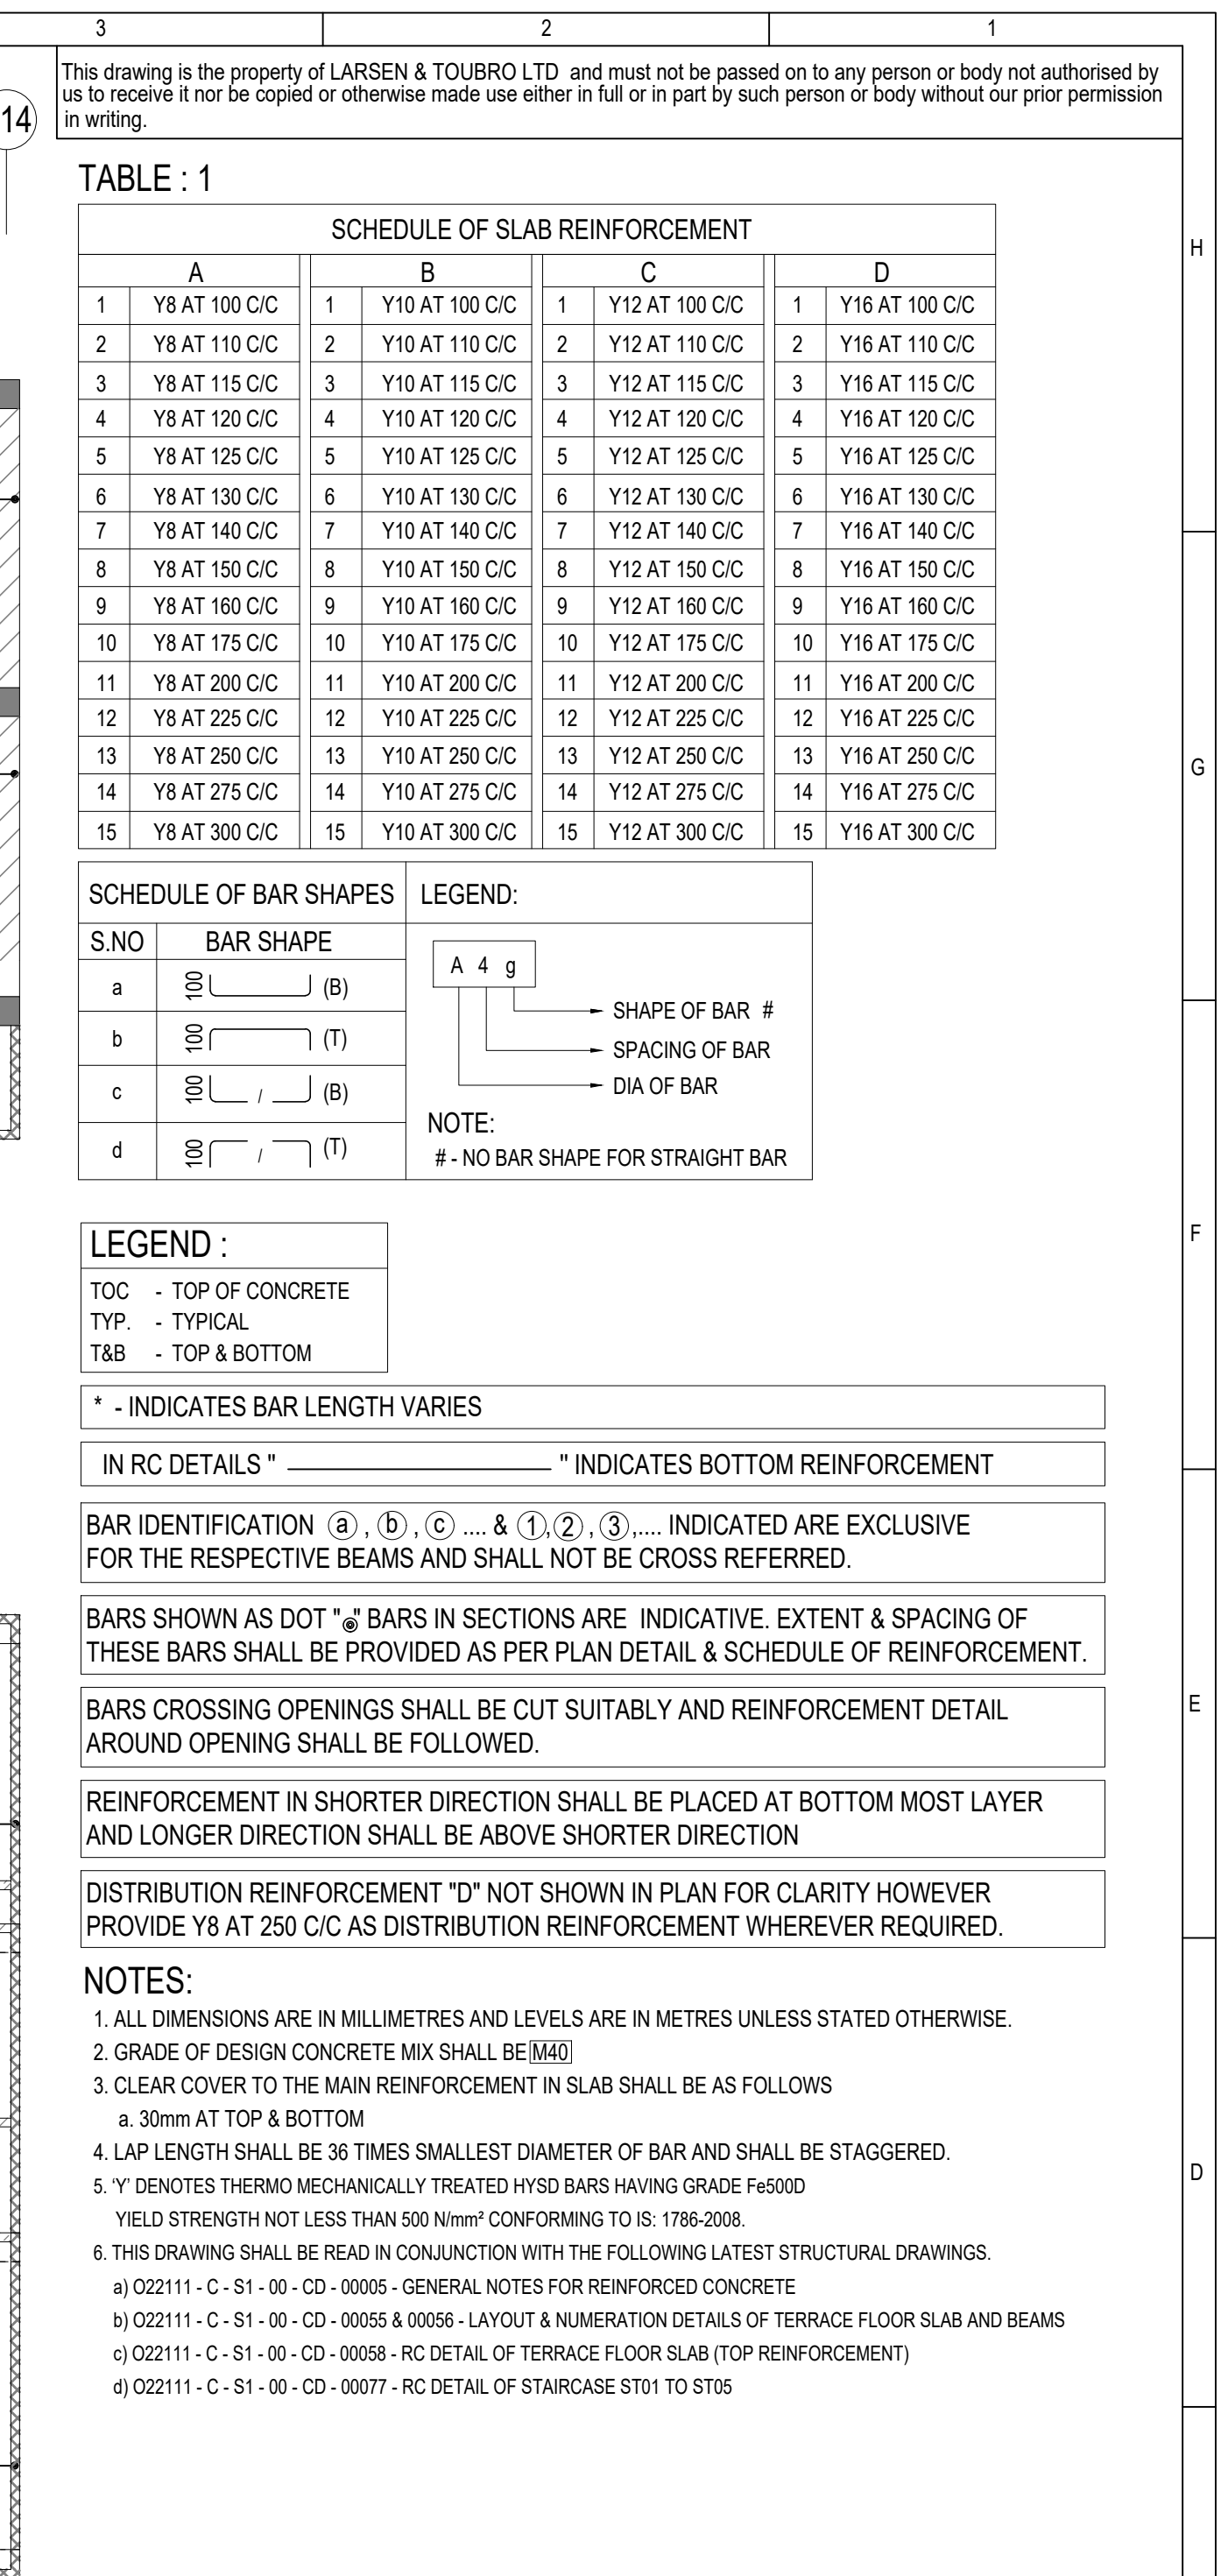 3 2 1
This drawing is the property of LARSEN & TOUBRO LTD and must not be passed on to any person or body not authorised by
us to receive it nor be copied or otherwise made use either in full or in part by such person or body without our prior permission
in writing.
14
TABLE : 1
SCHEDULE OF SLAB REINFORCEMENT
H
A B C D
1 Y8 AT 100 C/C 1 Y10 AT 100 C/C 1 Y12 AT 100 C/C 1 Y16 AT 100 C/C
2 Y8 AT 110 C/C 2 Y10 AT 110 C/C 2 Y12 AT 110 C/C 2 Y16 AT 110 C/C
3 Y8 AT 115 C/C 3 Y10 AT 115 C/C 3 Y12 AT 115 C/C 3 Y16 AT 115 C/C
4 Y8 AT 120 C/C 4 Y10 AT 120 C/C 4 Y12 AT 120 C/C 4 Y16 AT 120 C/C
5 Y8 AT 125 C/C 5 Y10 AT 125 C/C 5 Y12 AT 125 C/C 5 Y16 AT 125 C/C
6 Y8 AT 130 C/C 6 Y10 AT 130 C/C 6 Y12 AT 130 C/C 6 Y16 AT 130 C/C
7 Y8 AT 140 C/C 7 Y10 AT 140 C/C 7 Y12 AT 140 C/C 7 Y16 AT 140 C/C
8 Y8 AT 150 C/C 8 Y10 AT 150 C/C 8 Y12 AT 150 C/C 8 Y16 AT 150 C/C
9 Y8 AT 160 C/C 9 Y10 AT 160 C/C 9 Y12 AT 160 C/C 9 Y16 AT 160 C/C
10 Y8 AT 175 C/C 10 Y10 AT 175 C/C 10 Y12 AT 175 C/C 10 Y16 AT 175 C/C
11 Y8 AT 200 C/C 11 Y10 AT 200 C/C 11 Y12 AT 200 C/C 11 Y16 AT 200 C/C
12 Y8 AT 225 C/C 12 Y10 AT 225 C/C 12 Y12 AT 225 C/C 12 Y16 AT 225 C/C
13 Y8 AT 250 C/C 13 Y10 AT 250 C/C 13 Y12 AT 250 C/C 13 Y16 AT 250 C/C
G
14 Y8 AT 275 C/C 14 Y10 AT 275 C/C 14 Y12 AT 275 C/C 14 Y16 AT 275 C/C
15 Y8 AT 300 C/C 15 Y10 AT 300 C/C 15 Y12 AT 300 C/C 15 Y16 AT 300 C/C
SCHEDULE OF BAR SHAPES
S.NO BAR SHAPE
a 100 (B)
b 100 (T)
c 100 / (B)
d 100 / (T)
LEGEND:
A 4 g
SHAPE OF BAR #
SPACING OF BAR
DIA OF BAR
NOTE:
# - NO BAR SHAPE FOR STRAIGHT BAR
F
LEGEND :
TOC - TOP OF CONCRETE
TYP. - TYPICAL
T&B - TOP & BOTTOM
* - INDICATES BAR LENGTH VARIES
IN RC DETAILS " ———————— " INDICATES BOTTOM REINFORCEMENT
BAR IDENTIFICATION ⓐ , ⓑ , ⓒ .... & ①,② , ③,.... INDICATED ARE EXCLUSIVE
FOR THE RESPECTIVE BEAMS AND SHALL NOT BE CROSS REFERRED.
BARS SHOWN AS DOT "◎" BARS IN SECTIONS ARE INDICATIVE. EXTENT & SPACING OF
THESE BARS SHALL BE PROVIDED AS PER PLAN DETAIL & SCHEDULE OF REINFORCEMENT.
E
BARS CROSSING OPENINGS SHALL BE CUT SUITABLY AND REINFORCEMENT DETAIL
AROUND OPENING SHALL BE FOLLOWED.
REINFORCEMENT IN SHORTER DIRECTION SHALL BE PLACED AT BOTTOM MOST LAYER
AND LONGER DIRECTION SHALL BE ABOVE SHORTER DIRECTION
DISTRIBUTION REINFORCEMENT "D" NOT SHOWN IN PLAN FOR CLARITY HOWEVER
PROVIDE Y8 AT 250 C/C AS DISTRIBUTION REINFORCEMENT WHEREVER REQUIRED.
NOTES:
1. ALL DIMENSIONS ARE IN MILLIMETRES AND LEVELS ARE IN METRES UNLESS STATED OTHERWISE.
2. GRADE OF DESIGN CONCRETE MIX SHALL BE M40
3. CLEAR COVER TO THE MAIN REINFORCEMENT IN SLAB SHALL BE AS FOLLOWS
a. 30mm AT TOP & BOTTOM
4. LAP LENGTH SHALL BE 36 TIMES SMALLEST DIAMETER OF BAR AND SHALL BE STAGGERED.
D
5. 'Y' DENOTES THERMO MECHANICALLY TREATED HYSD BARS HAVING GRADE Fe500D
YIELD STRENGTH NOT LESS THAN 500 N/mm² CONFORMING TO IS: 1786-2008.
6. THIS DRAWING SHALL BE READ IN CONJUNCTION WITH THE FOLLOWING LATEST STRUCTURAL DRAWINGS.
a) O22111 - C - S1 - 00 - CD - 00005 - GENERAL NOTES FOR REINFORCED CONCRETE
b) O22111 - C - S1 - 00 - CD - 00055 & 00056 - LAYOUT & NUMERATION DETAILS OF TERRACE FLOOR SLAB AND BEAMS
c) O22111 - C - S1 - 00 - CD - 00058 - RC DETAIL OF TERRACE FLOOR SLAB (TOP REINFORCEMENT)
d) O22111 - C - S1 - 00 - CD - 00077 - RC DETAIL OF STAIRCASE ST01 TO ST05